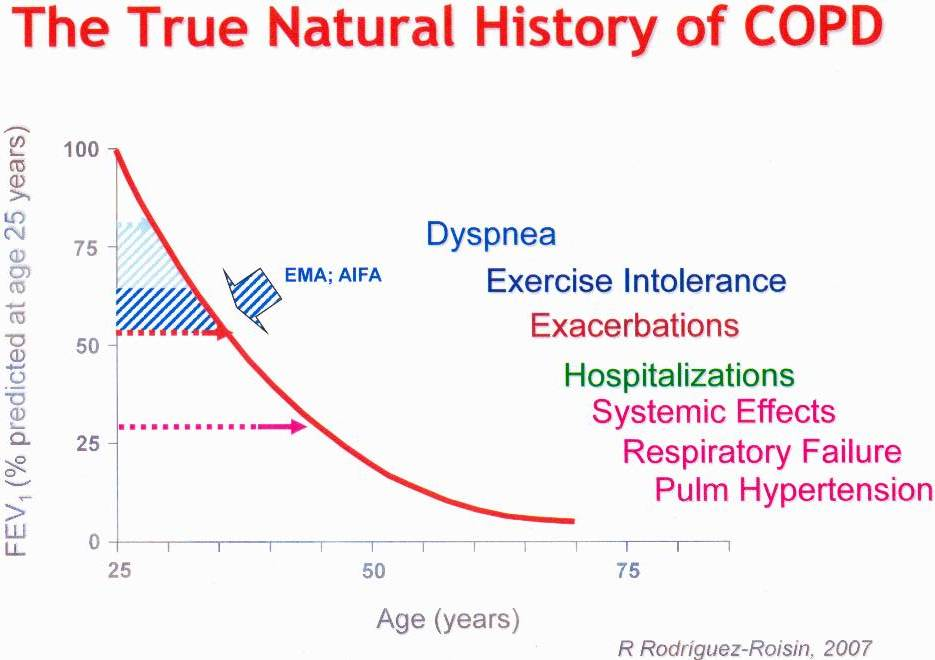 The True Natural History of COPD
FEV₁ (% predicted at age 25 years)
100
75
50
25
0
25
50
75
Age (years)
EMA; AIFA
Dyspnea
Exercise Intolerance
Exacerbations
Hospitalizations
Systemic Effects
Respiratory Failure
Pulm Hypertension
R Rodríguez-Roisin, 2007